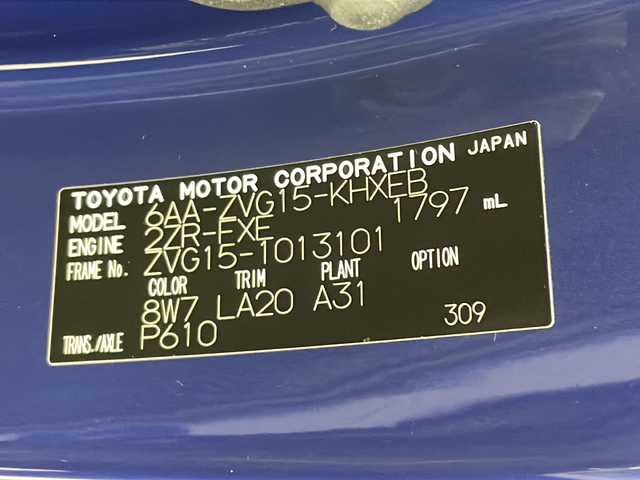 TOYOTA MOTOR CORPORATION JAPAN
MODEL 6AA-ZVG15-KHXEB
ENGINE 2ZR-FXE 1797 mL
FRAME No. ZVG15-1013101
COLOR TRIM PLANT OPTION
8W7 LA20 A31
TRANS./AXLE P610 309